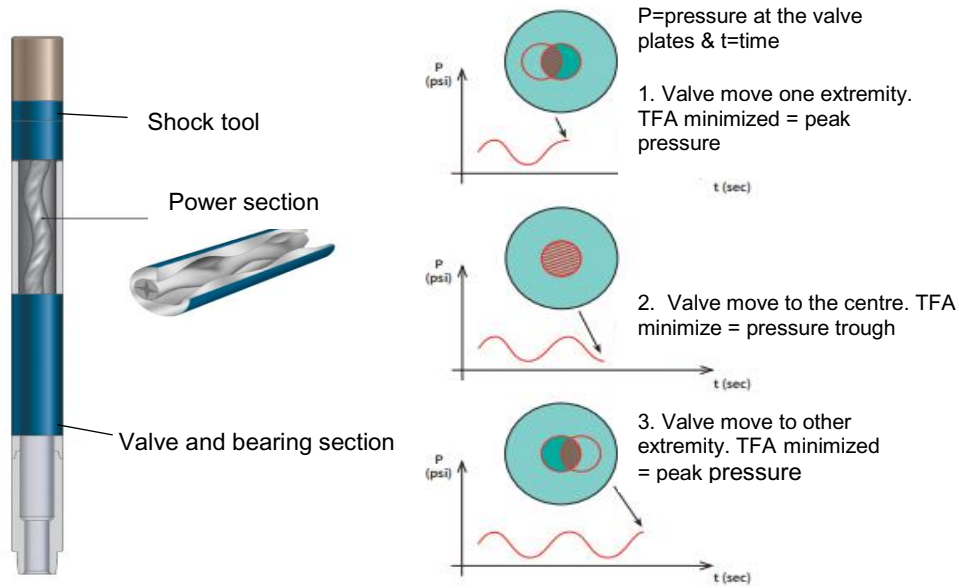 Shock tool
Power section
Valve and bearing section
P=pressure at the valve
plates & t=time
P
(psi)
t (sec)
1. Valve move one extremity.
TFA minimized = peak
pressure
P
(psi)
t (sec)
2.  Valve move to the centre. TFA
minimize = pressure trough
P
(psi)
t (sec)
3. Valve move to other
extremity. TFA minimized
= peak pressure